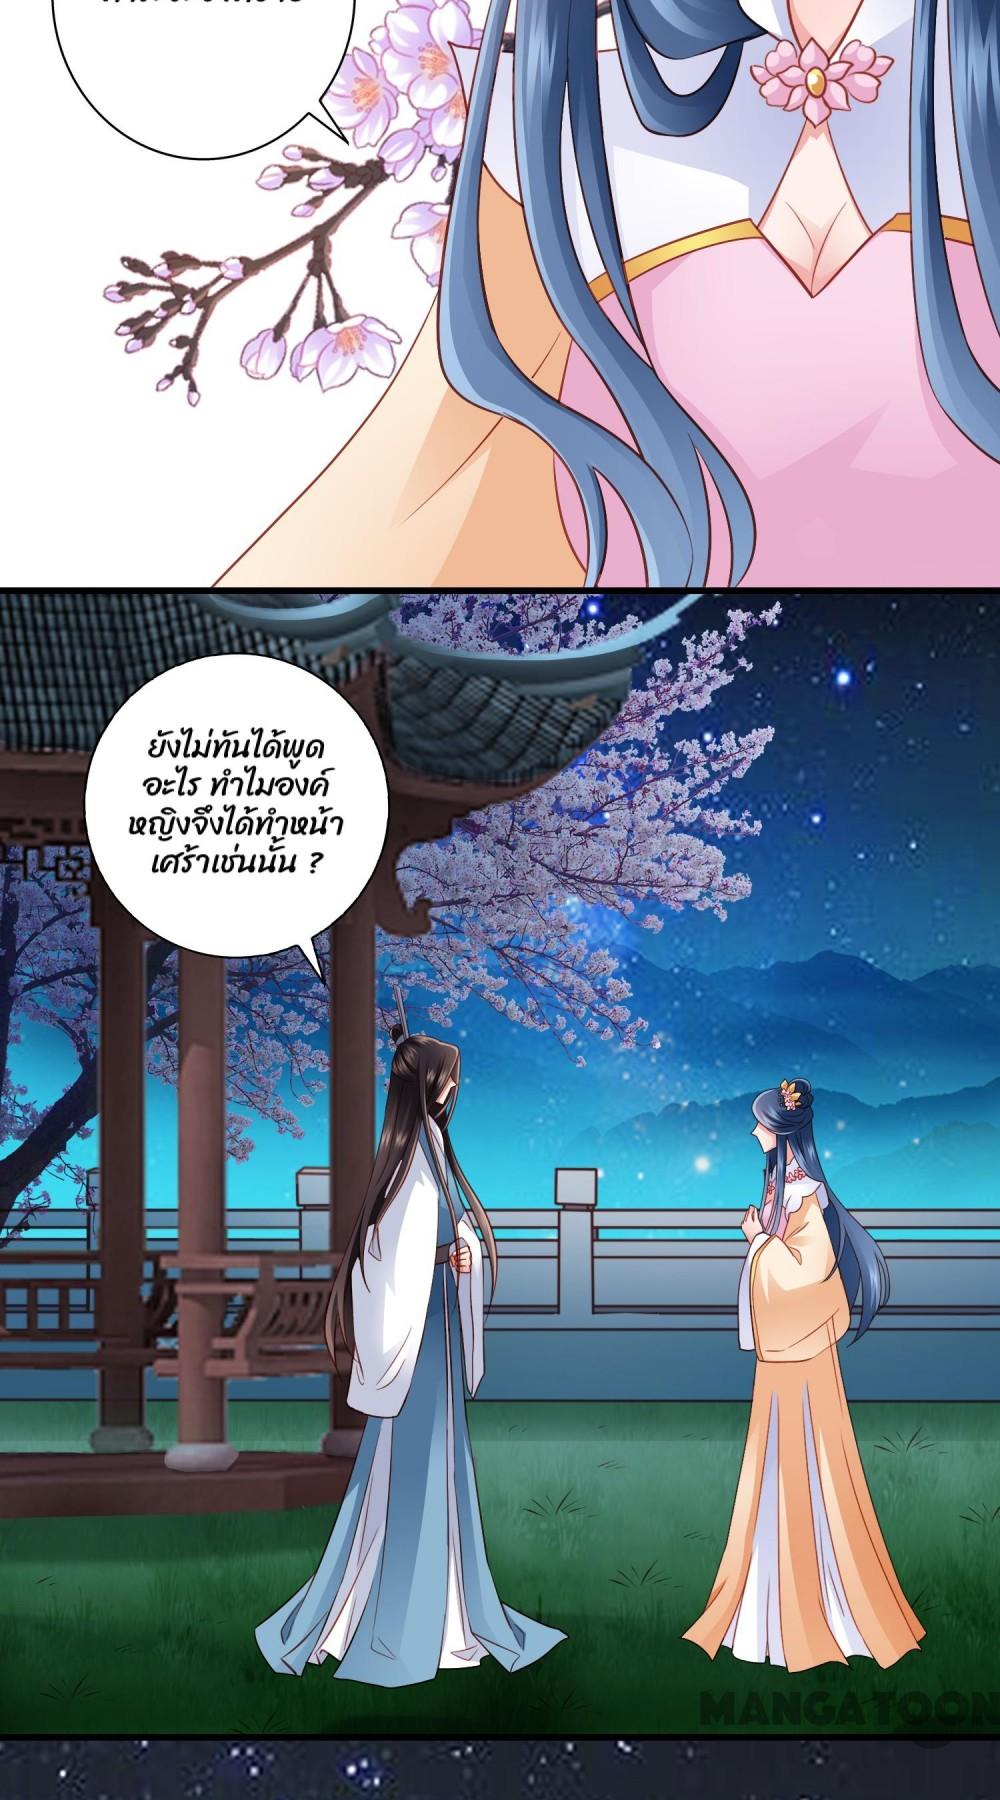 ยังไม่ทันได้พูด
อะไร ทำไมองค์
หญิงจึงได้ทำหน้า
เศร้าเช่นนั้น ?
MANGATOON